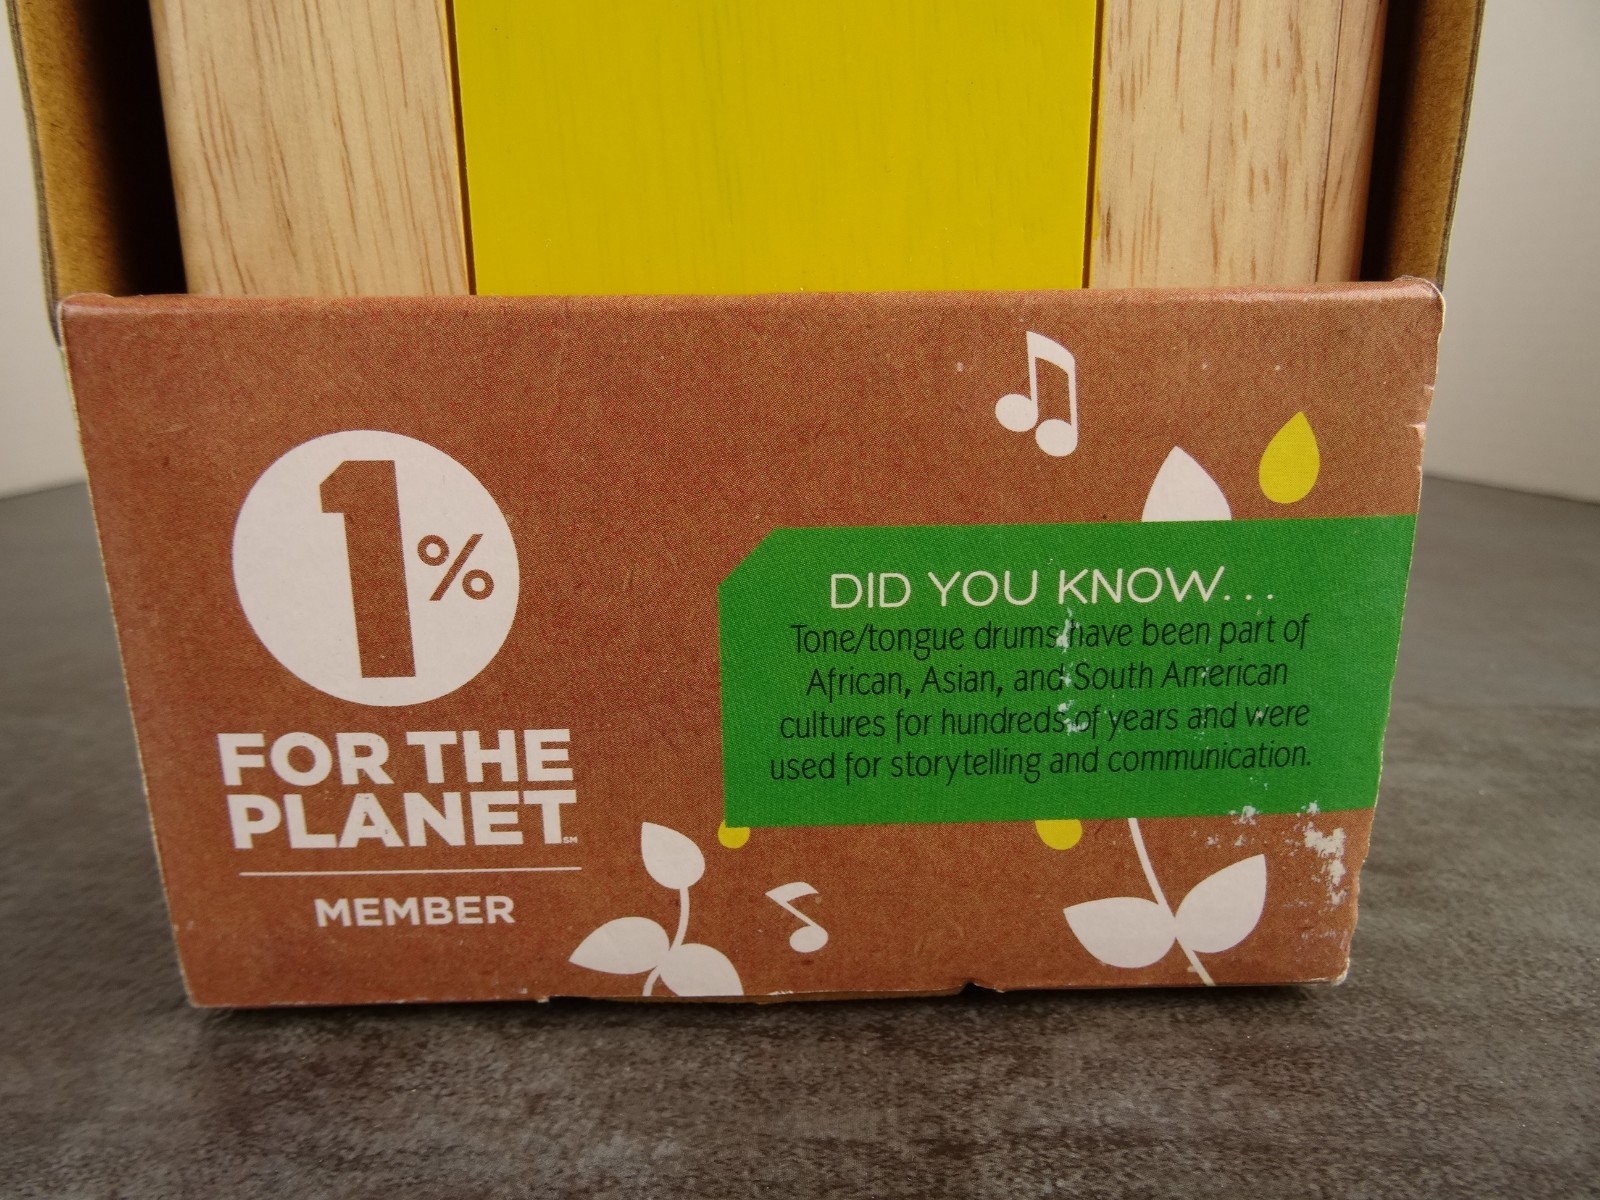 1%
FOR THE
PLANET SM
MEMBER
DID YOU KNOW...
Tone/tongue drums have been part of
African, Asian, and South American
cultures for hundreds of years and were
used for storytelling and communication.